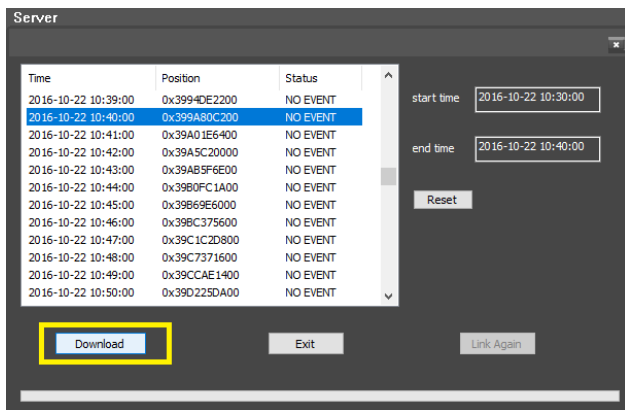 Server
Time Position Status
2016-10-22 10:39:00 0x3994DE2200 NO EVENT
2016-10-22 10:40:00 0x399A80C200 NO EVENT
2016-10-22 10:41:00 0x39A01E6400 NO EVENT
2016-10-22 10:42:00 0x39A5C20000 NO EVENT
2016-10-22 10:43:00 0x39AB5F6E00 NO EVENT
2016-10-22 10:44:00 0x39B0FC1A00 NO EVENT
2016-10-22 10:45:00 0x39B69E6000 NO EVENT
2016-10-22 10:46:00 0x39BC375600 NO EVENT
2016-10-22 10:47:00 0x39C1C2D800 NO EVENT
2016-10-22 10:48:00 0x39C7371600 NO EVENT
2016-10-22 10:49:00 0x39CCAE1400 NO EVENT
2016-10-22 10:50:00 0x39D225DA00 NO EVENT
start time 2016-10-22 10:30:00
end time 2016-10-22 10:40:00
Reset
Download Exit Link Again